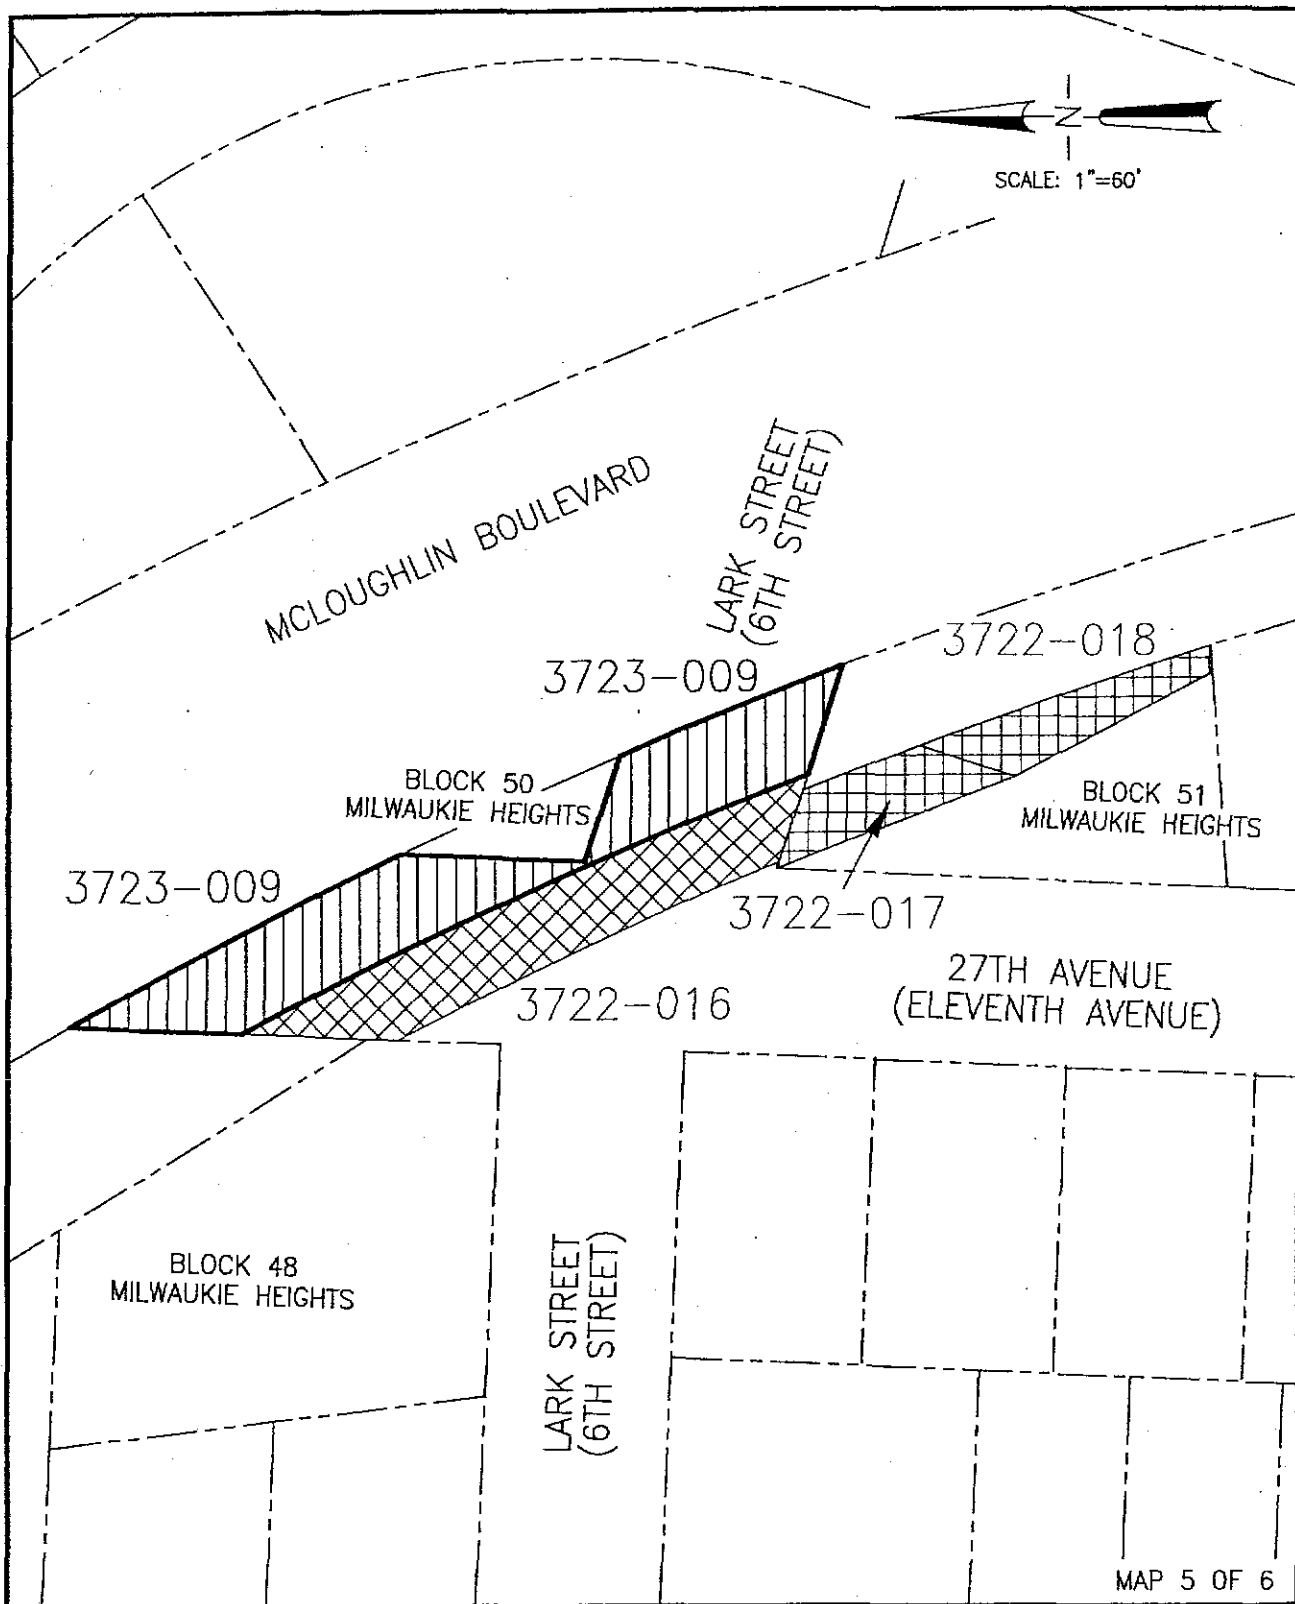 N
SCALE: 1"=60'
MCLOUGHLIN BOULEVARD
LARK STREET
(6TH STREET)
3722-018
3723-009
BLOCK 50
MILWAUKIE HEIGHTS
BLOCK 51
MILWAUKIE HEIGHTS
3723-009
3722-017
27TH AVENUE
(ELEVENTH AVENUE)
3722-016
BLOCK 48
MILWAUKIE HEIGHTS
LARK STREET
(6TH STREET)
MAP 5 OF 6